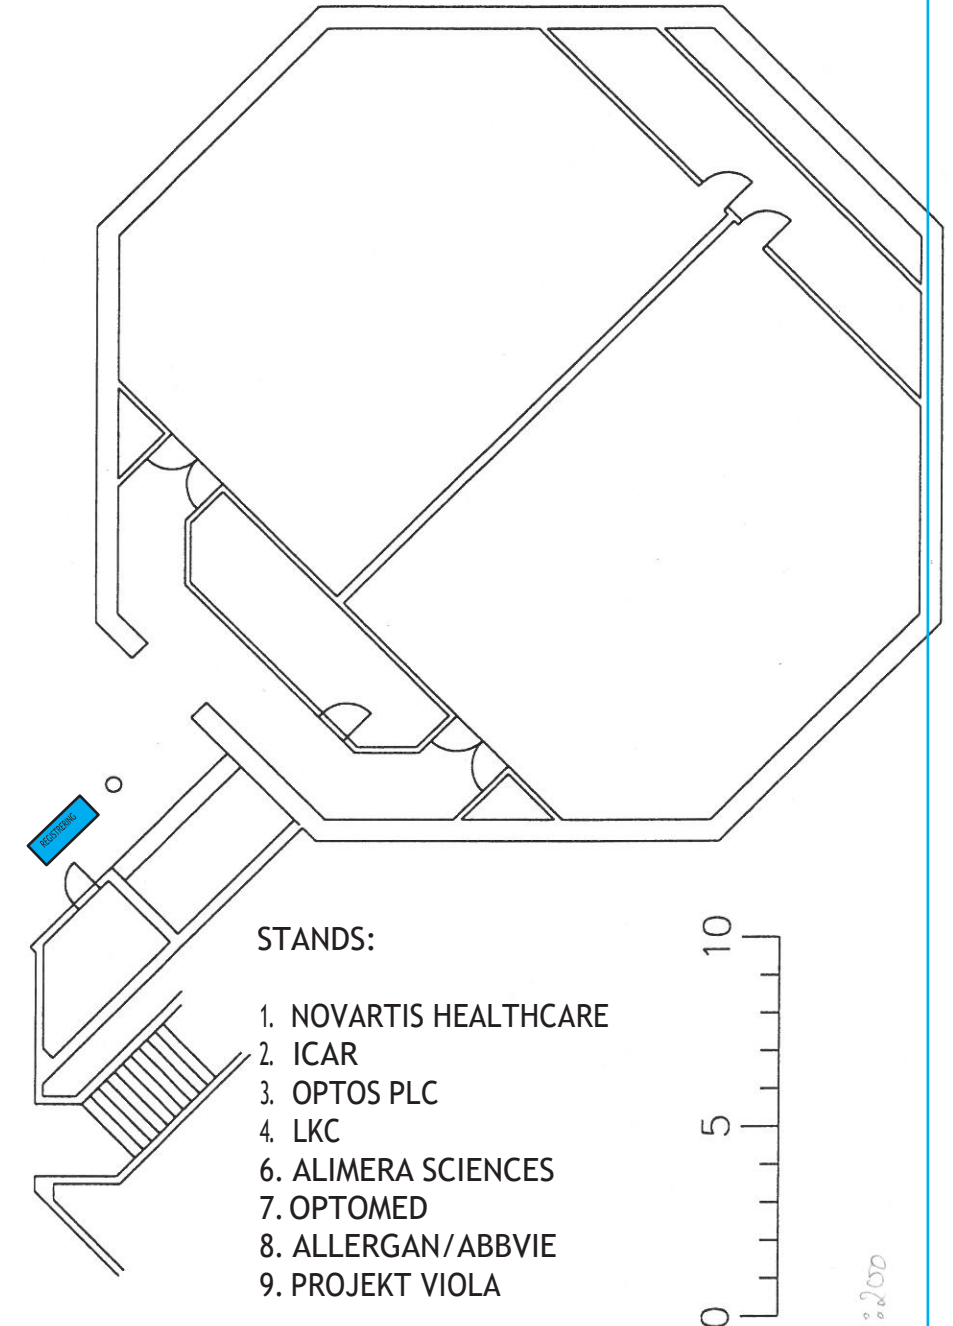 REGISTRERING
STANDS:
1. NOVARTIS HEALTHCARE
2. ICAR
3. OPTOS PLC
4. LKC
6. ALIMERA SCIENCES
7. OPTOMED
8. ALLERGAN/ABBVIE
9. PROJEKT VIOLA
10
5
0
:200